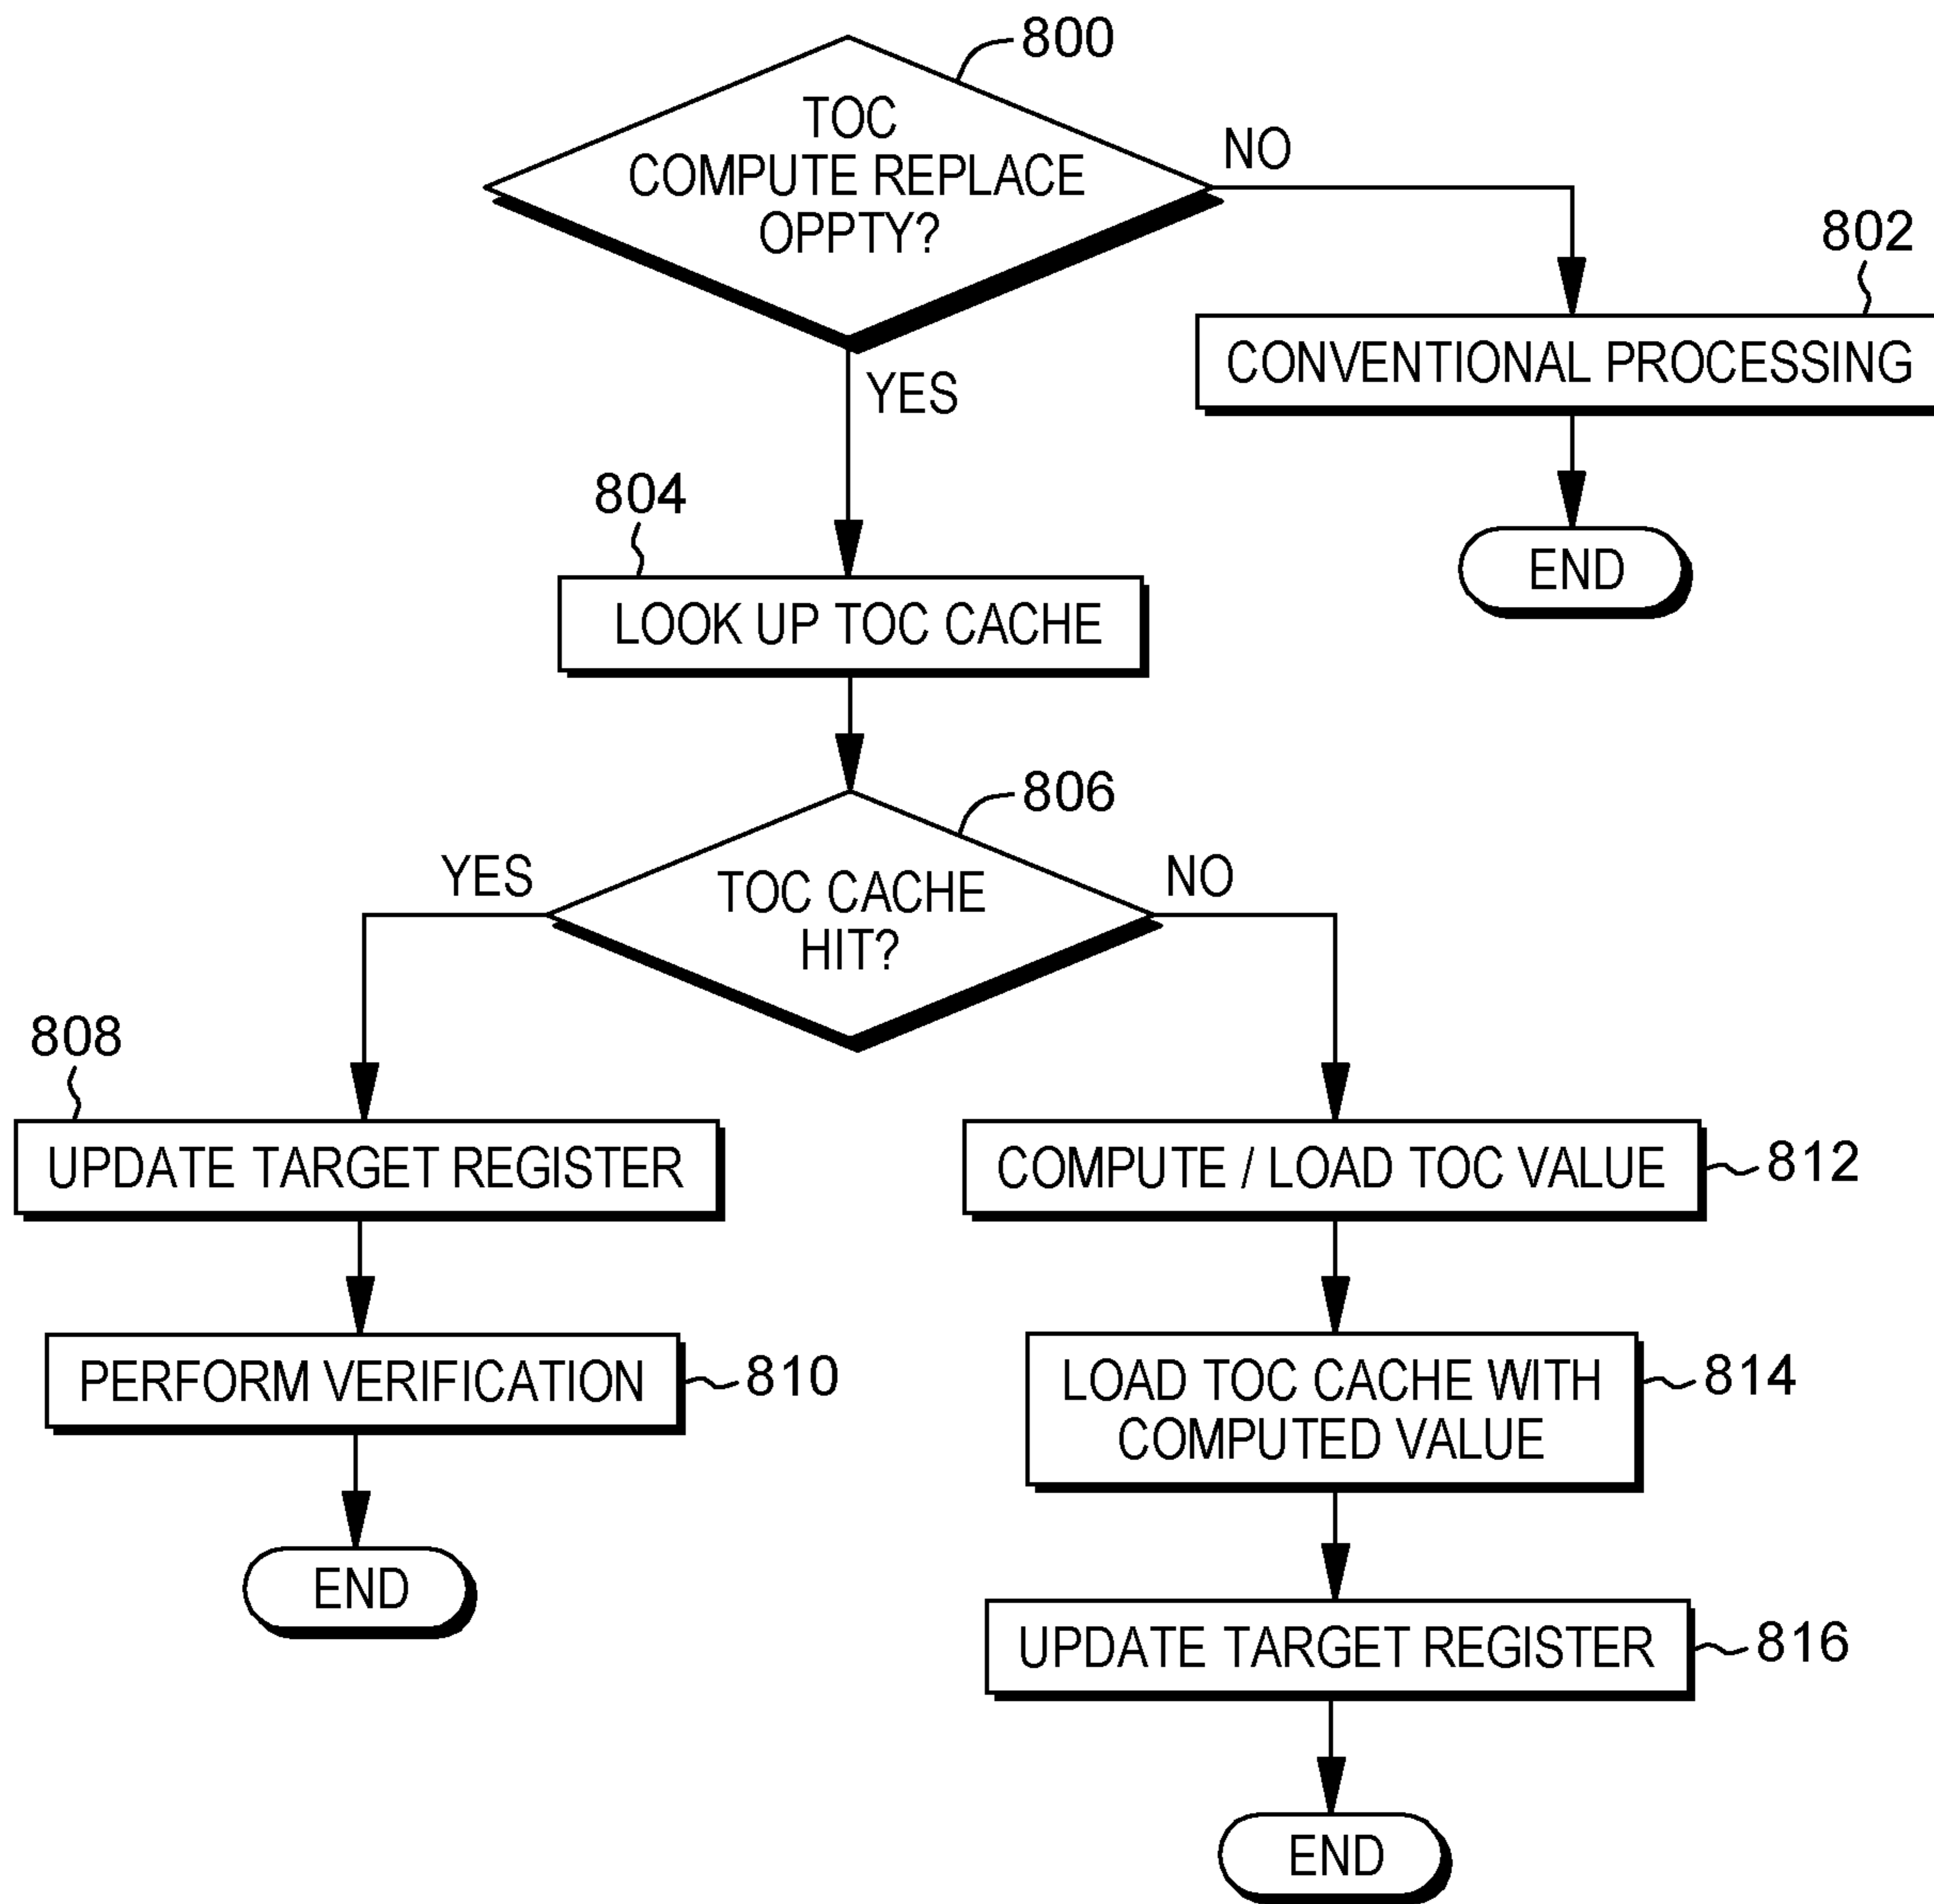 800
TOC
COMPUTE REPLACE
OPPTY?
NO
802
CONVENTIONAL PROCESSING
YES
END
804
LOOK UP TOC CACHE
806
YES
TOC CACHE
HIT?
NO
808
UPDATE TARGET REGISTER
COMPUTE / LOAD TOC VALUE
812
PERFORM VERIFICATION
810
LOAD TOC CACHE WITH
COMPUTED VALUE
814
END
UPDATE TARGET REGISTER
816
END